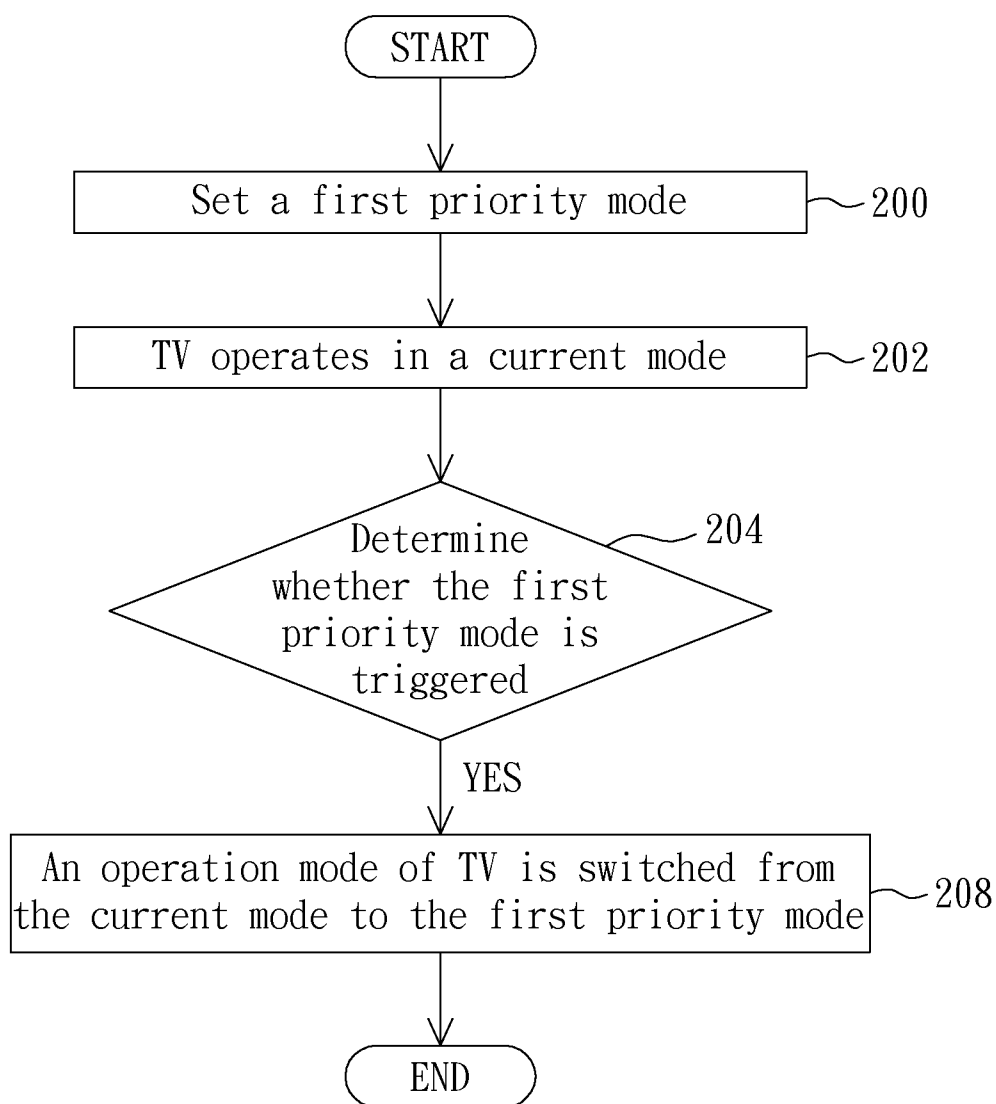 START
Set a first priority mode
200
TV operates in a current mode
202
204
Determine
whether the first
priority mode is
triggered
YES
An operation mode of TV is switched from
the current mode to the first priority mode
208
END